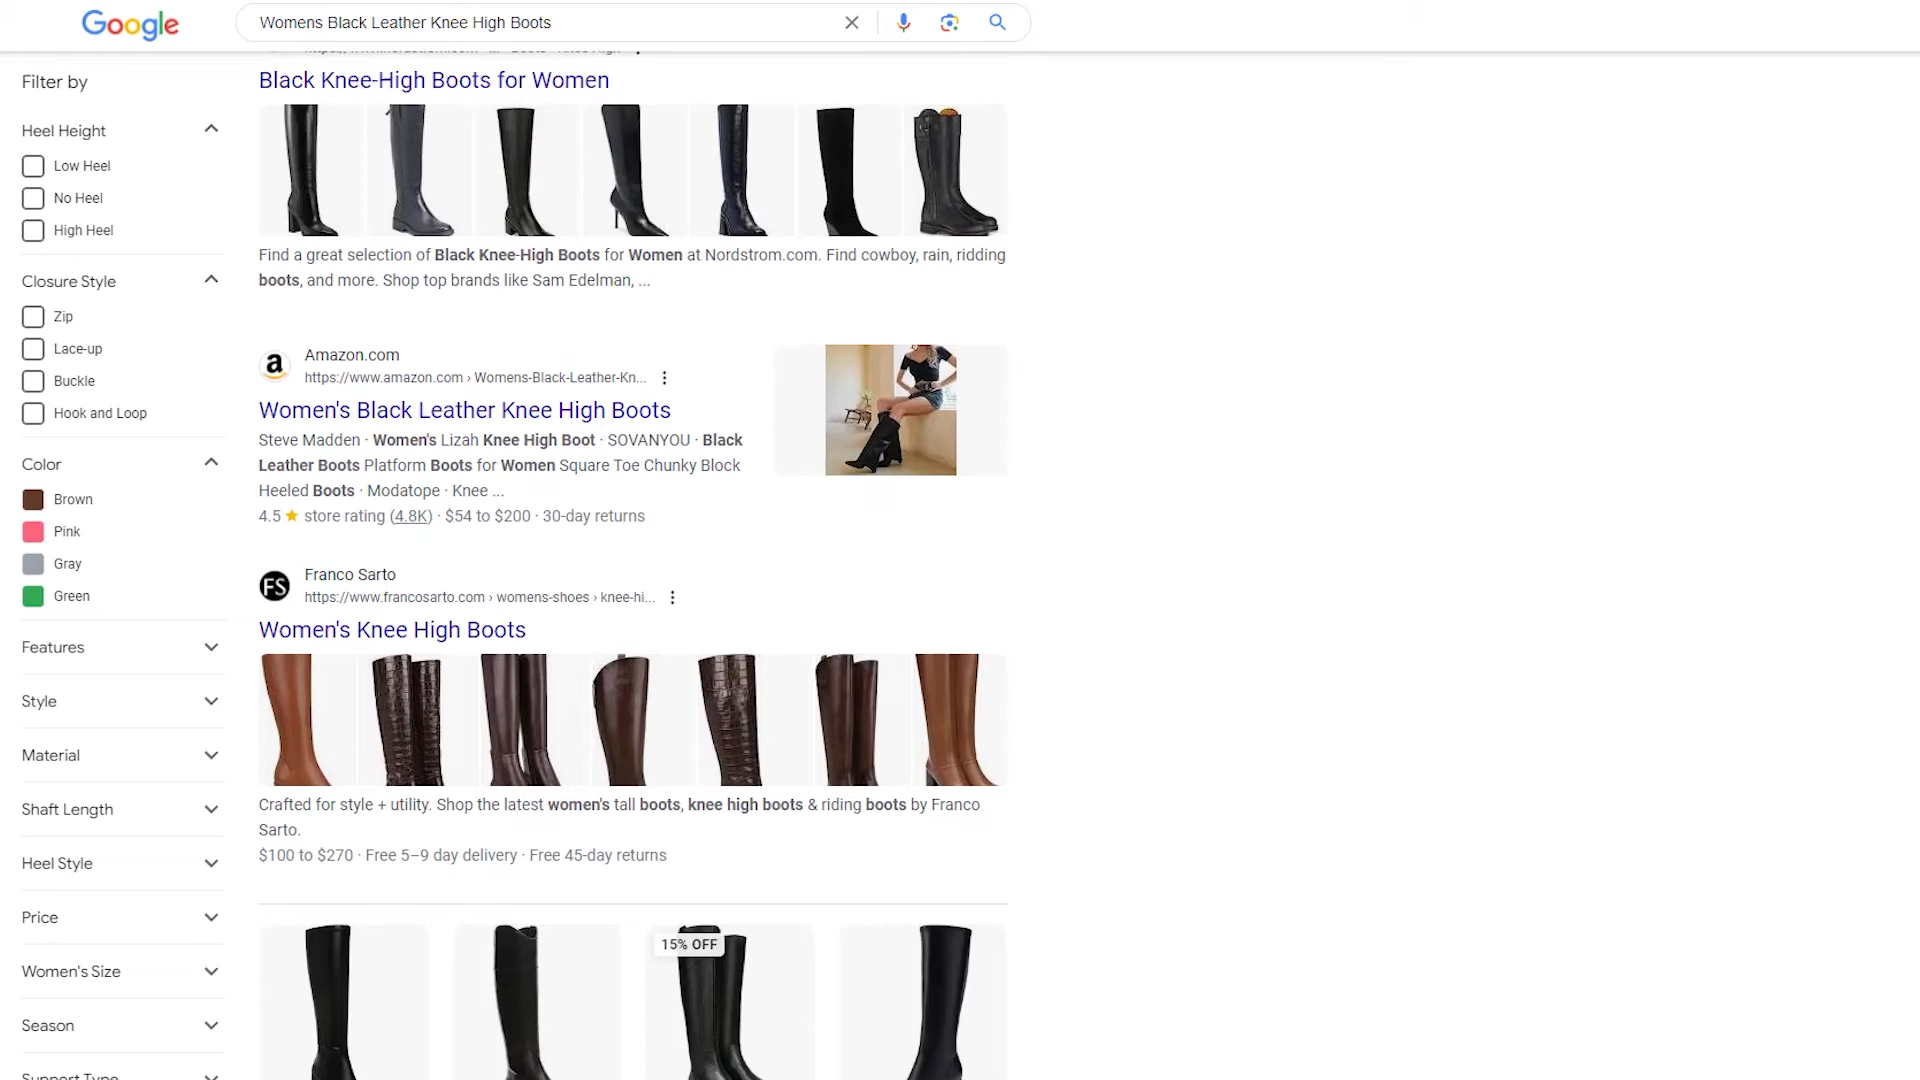 Google
Womens Black Leather Knee High Boots
Filter by
Heel Height
Low Heel
No Heel
High Heel
Closure Style
Zip
Lace-up
Buckle
Hook and Loop
Color
Brown
Pink
Gray
Green
Features
Style
Material
Shaft Length
Heel Style
Price
Women's Size
Season
Support Type
Black Knee-High Boots for Women
Find a great selection of Black Knee-High Boots for Women at Nordstrom.com. Find cowboy, rain, ridding
boots, and more. Shop top brands like Sam Edelman, ...
a
Amazon.com
https://www.amazon.com › Womens-Black-Leather-Kn...
Women's Black Leather Knee High Boots
Steve Madden · Women's Lizah Knee High Boot · SOVANYOU · Black
Leather Boots Platform Boots for Women Square Toe Chunky Block
Heeled Boots · Modatope · Knee ...
4.5 ★ store rating (4.8K) · $54 to $200 · 30-day returns
FS
Franco Sarto
https://www.francosarto.com › womens-shoes › knee-hi...
Women's Knee High Boots
Crafted for style + utility. Shop the latest women's tall boots, knee high boots & riding boots by Franco
Sarto.
$100 to $270 · Free 5–9 day delivery · Free 45-day returns
15% OFF